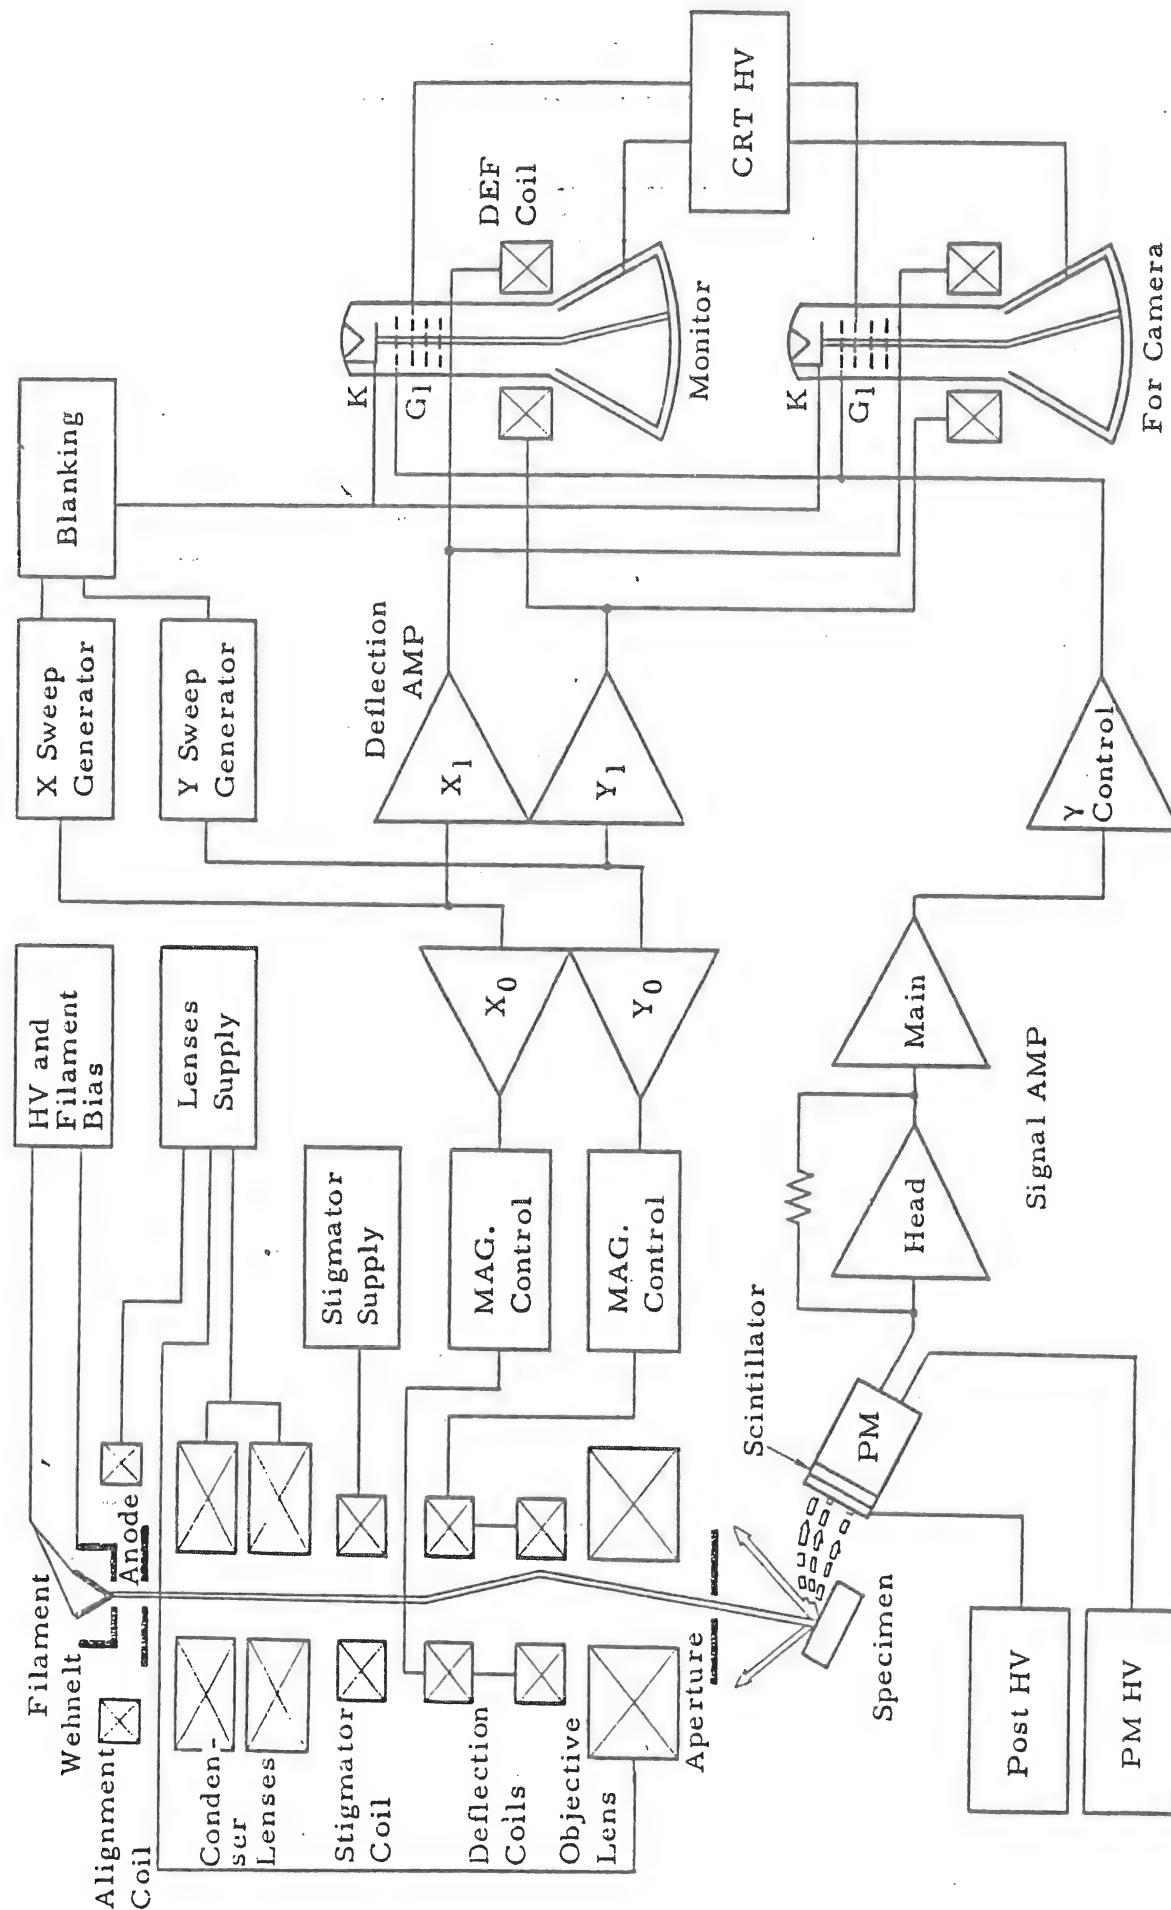 Filament
Wehnelt
Alignment
Coil
Anode
Conden-
sur
Lenses
Stigmator
Coil
Deflection
Coils
Objective
Lens
Aperture
Specimen
Scintillator
PM
Post HV
PM HV
HV and
Filament
Bias
Lenses
Supply
Stigmator
Supply
MAG.
Control
MAG.
Control
X0
Y0
Head
Main
Signal AMP
γ
Control
X Sweep
Generator
Y Sweep
Generator
Blanking
Deflection
AMP
X1
Y1
K
G1
DEF
Coil
Monitor
K
G1
For Camera
CRT HV